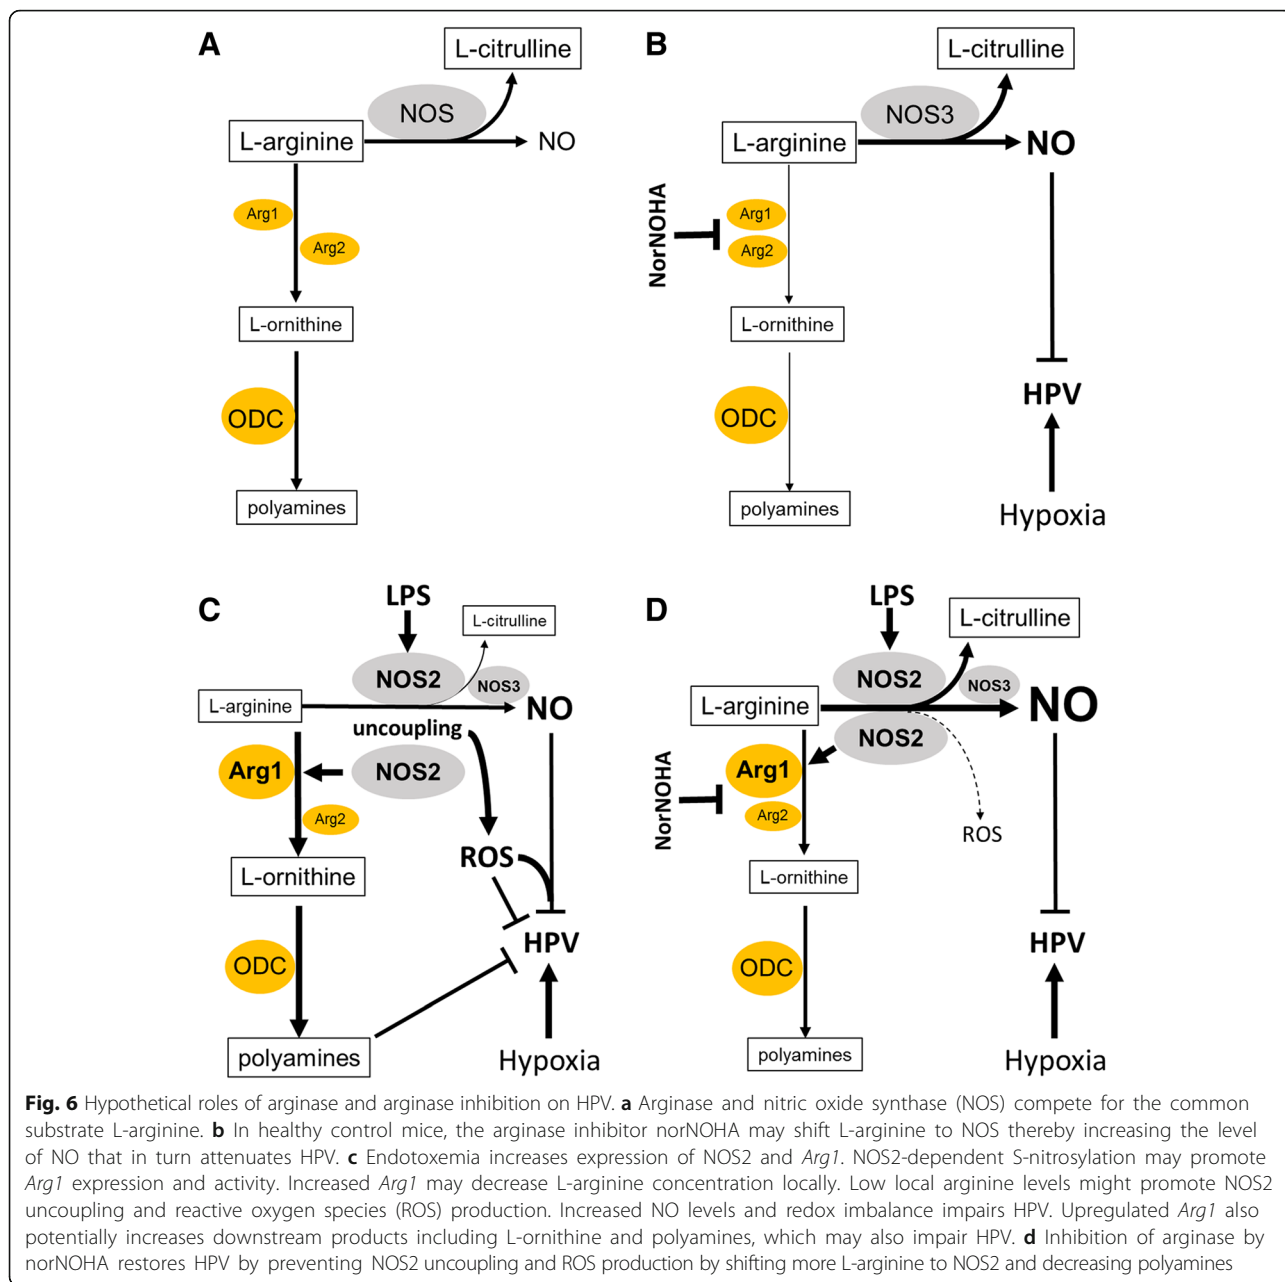 A
L-citrulline
NOS
L-arginine
NO
Arg1
Arg2
L-ornithine
ODC
polyamines
B
L-citrulline
NOS3
L-arginine
NO
NorNOHA
Arg1
Arg2
L-ornithine
HPV
ODC
polyamines
Hypoxia
C
LPS
L-citrulline
NOS2
NOS3
L-arginine
NO
uncoupling
Arg1
NOS2
Arg2
ROS
L-ornithine
HPV
ODC
polyamines
Hypoxia
D
LPS
L-citrulline
NOS2
NOS3
L-arginine
NO
NOS2
NorNOHA
Arg1
Arg2
ROS
L-ornithine
HPV
ODC
polyamines
Hypoxia
Fig. 6 Hypothetical roles of arginase and arginase inhibition on HPV. a Arginase and nitric oxide synthase (NOS) compete for the common
substrate L-arginine. b In healthy control mice, the arginase inhibitor norNOHA may shift L-arginine to NOS thereby increasing the level
of NO that in turn attenuates HPV. c Endotoxemia increases expression of NOS2 and Arg1. NOS2-dependent S-nitrosylation may promote
Arg1 expression and activity. Increased Arg1 may decrease L-arginine concentration locally. Low local arginine levels might promote NOS2
uncoupling and reactive oxygen species (ROS) production. Increased NO levels and redox imbalance impairs HPV. Upregulated Arg1 also
potentially increases downstream products including L-ornithine and polyamines, which may also impair HPV. d Inhibition of arginase by
norNOHA restores HPV by preventing NOS2 uncoupling and ROS production by shifting more L-arginine to NOS2 and decreasing polyamines